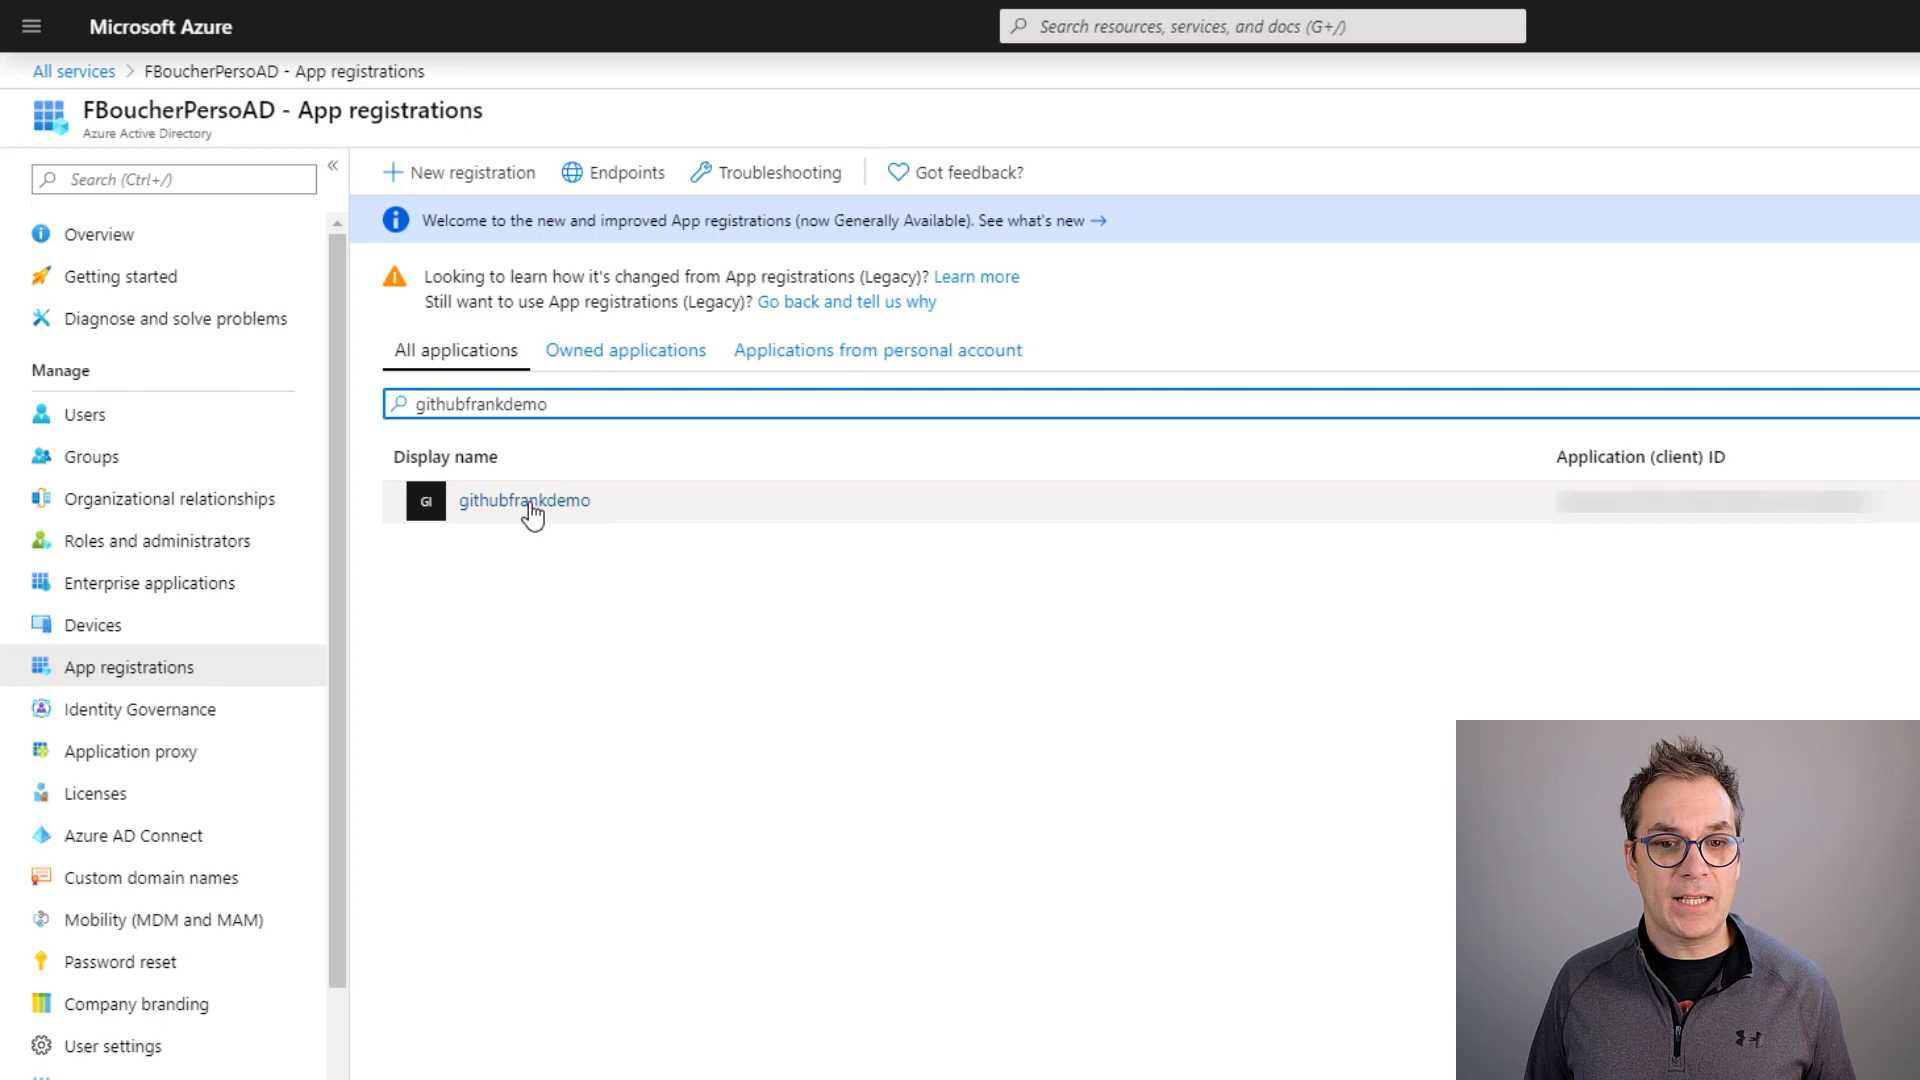 Microsoft Azure
Search resources, services, and docs (G+/)
All services > FBoucherPersoAD - App registrations
FBoucherPersoAD - App registrations
Azure Active Directory
Search (Ctrl+/)
«
New registration
Endpoints
Troubleshooting
Got feedback?
Welcome to the new and improved App registrations (now Generally Available). See what's new →
Looking to learn how it's changed from App registrations (Legacy)? Learn more
Still want to use App registrations (Legacy)? Go back and tell us why
All applications
Owned applications
Applications from personal account
githubfrankdemo
Display name
Application (client) ID
GI
githubfrankdemo
Overview
Getting started
Diagnose and solve problems
Manage
Users
Groups
Organizational relationships
Roles and administrators
Enterprise applications
Devices
App registrations
Identity Governance
Application proxy
Licenses
Azure AD Connect
Custom domain names
Mobility (MDM and MAM)
Password reset
Company branding
User settings